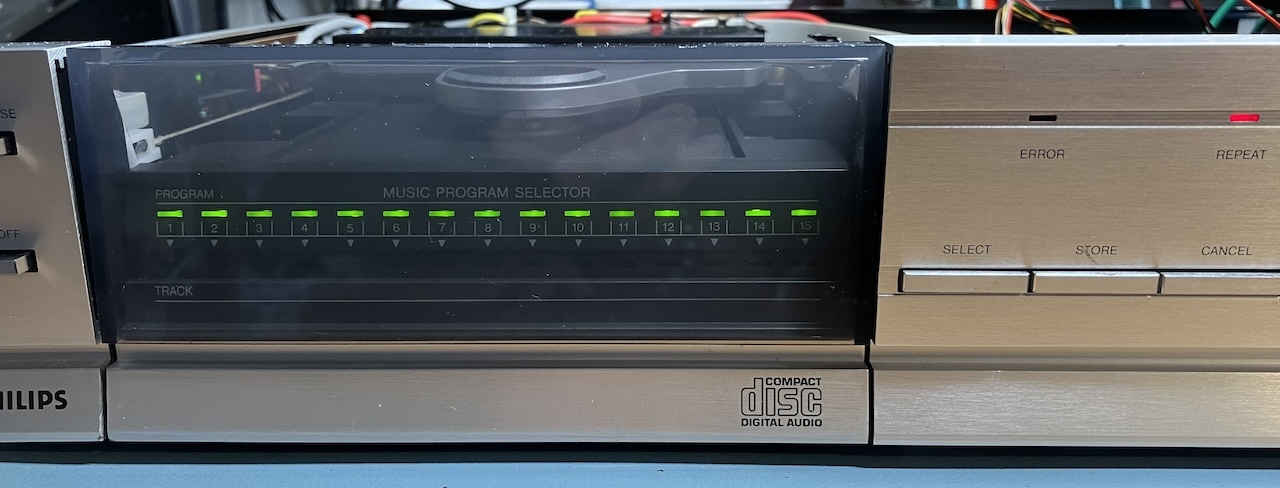 SE
OFF
PHILIPS
PROGRAM
MUSIC PROGRAM SELECTOR
1 2 3 4 5 6 7 8 9 10 11 12 13 14 15
TRACK
COMPACT
disc
DIGITAL AUDIO
ERROR REPEAT
SELECT STORE CANCEL